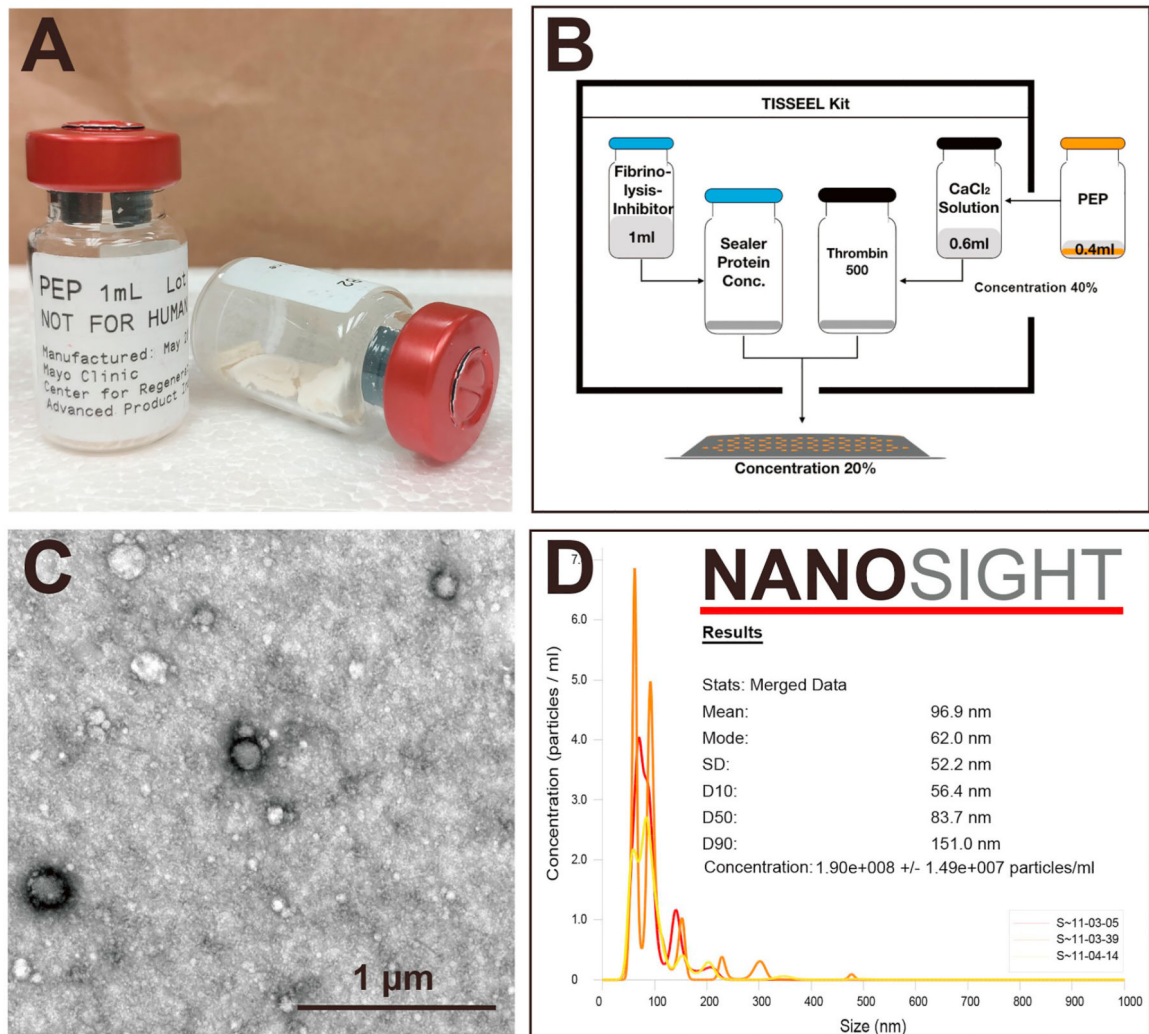 A
PEP 1mL Lot
NOT FOR HUMAN
Manufactured: May
Mayo Clinic
Center for Regener
Advanced Product
B
TISSEEL Kit
Fibrino-
lysis-
Inhibitor
1ml
Sealer
Protein
Conc.
Thrombin
500
CaCl₂
Solution
0.6ml
PEP
0.4ml
Concentration 40%
Concentration 20%
C
1 µm
D
NANOSIGHT
Results
Stats: Merged Data
Mean: 96.9 nm
Mode: 62.0 nm
SD: 52.2 nm
D10: 56.4 nm
D50: 83.7 nm
D90: 151.0 nm
Concentration: 1.90e+008 +/- 1.49e+007 particles/ml
Concentration (particles / ml)
7.
6.0
5.0
4.0
3.0
2.0
1.0
0
0 100 200 300 400 500 600 700 800 900 1000
Size (nm)
S~11-03-05
S~11-03-39
S~11-04-14